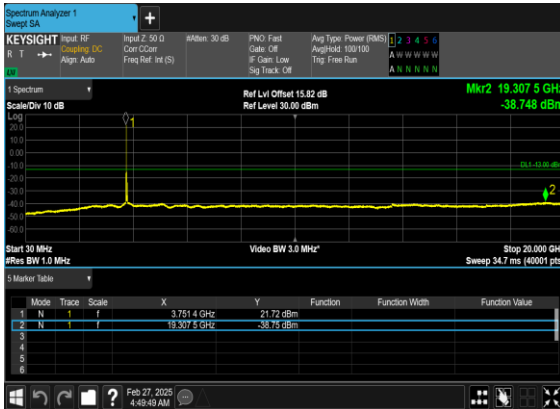 Spectrum Analyzer 1
Swept SA
+
KEYSIGHT Input: RF Input Z: 50 Ω #Atten: 30 dB PNO: Fast Avg Type: Power (RMS) 1 2 3 4 5 6
R T Coupling: DC Corr CCorr Gate: Off Avg|Hold: 100/100 A W W W W W
Align: Auto Freq Ref: Int (S) IF Gain: Low Trig: Free Run
Sig Track: Off A N N N N N
LXI
1 Spectrum Ref Lvl Offset 15.82 dB Mkr2 19.307 5 GHz
Scale/Div 10 dB Ref Level 30.00 dBm -38.748 dBm
Log
20.0
10.0
0.00
-10.0
-20.0
-30.0
-40.0
-50.0
-60.0
1
DL1 -13.00 dBm
2
Start 30 MHz Video BW 3.0 MHz* Stop 20.000 GHz
#Res BW 1.0 MHz Sweep 34.7 ms (40001 pts)
5 Marker Table
Mode Trace Scale X Y Function Function Width Function Value
1 N 1 f 3.751 4 GHz 21.72 dBm
2 N 1 f 19.307 5 GHz -38.75 dBm
3
4
5
6
? Feb 27, 2025
4:49:49 AM